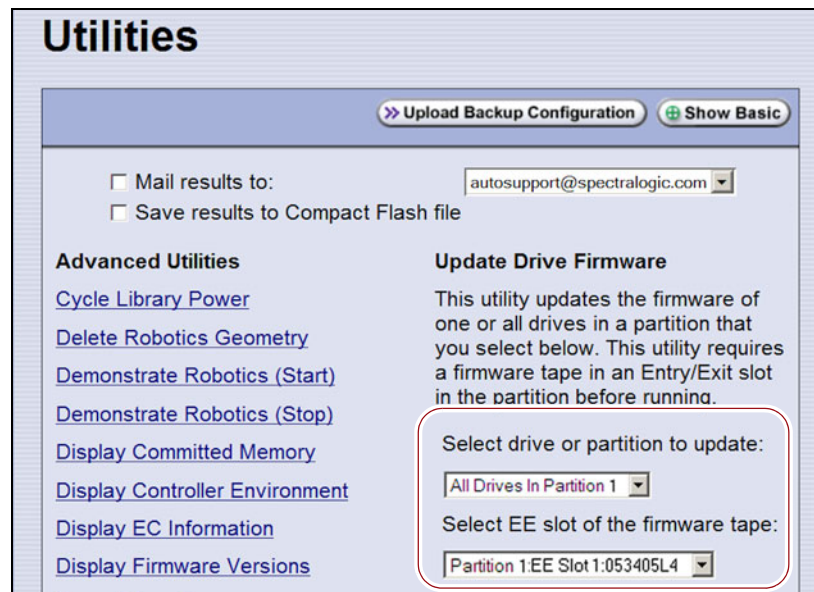 Utilities
Upload Backup Configuration
Show Basic
Mail results to:
autosupport@spectralogic.com
Save results to Compact Flash file
Advanced Utilities
Cycle Library Power
Delete Robotics Geometry
Demonstrate Robotics (Start)
Demonstrate Robotics (Stop)
Display Committed Memory
Display Controller Environment
Display EC Information
Display Firmware Versions
Update Drive Firmware
This utility updates the firmware of
one or all drives in a partition that
you select below. This utility requires
a firmware tape in an Entry/Exit slot
in the partition before running.
Select drive or partition to update:
All Drives In Partition 1
Select EE slot of the firmware tape:
Partition 1:EE Slot 1:053405L4